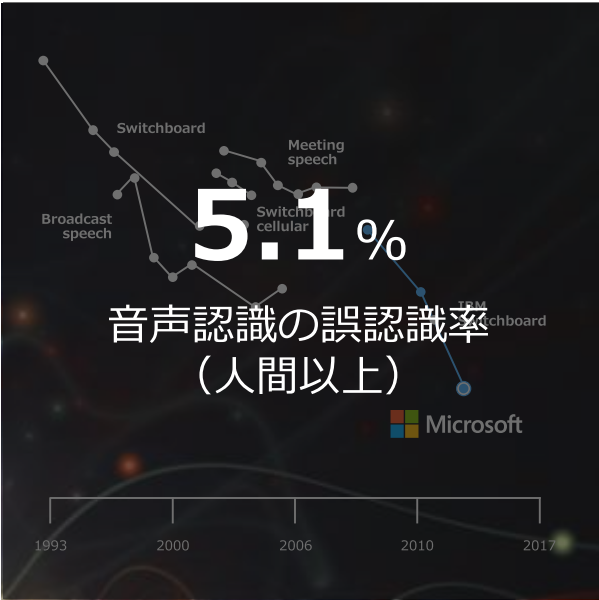 Switchboard
Meeting
speech
Broadcast
speech
Switchboard
cellular
5.1%
IBM
Switchboard
音声認識の誤認識率
（人間以上）
Microsoft
1993 2000 2006 2010 2017